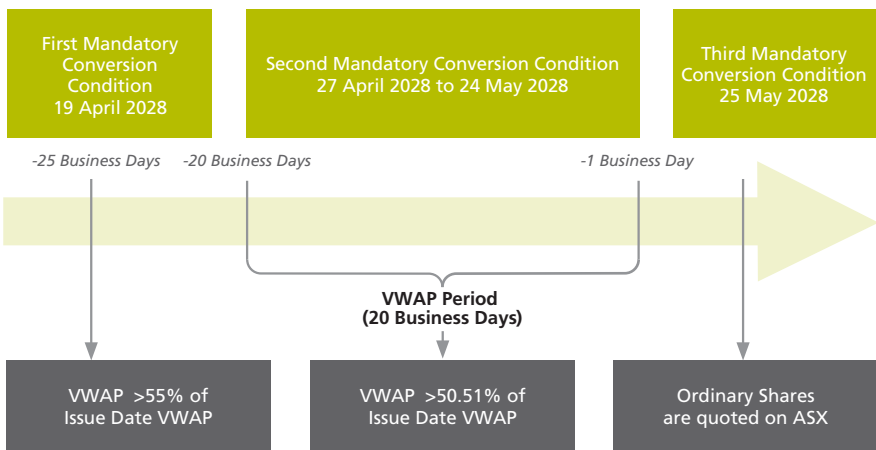 First Mandatory
Conversion
Condition
19 April 2028
Second Mandatory Conversion Condition
27 April 2028 to 24 May 2028
Third Mandatory
Conversion Condition
25 May 2028
-25 Business Days
-20 Business Days
-1 Business Day
VWAP Period
(20 Business Days)
VWAP >55% of
Issue Date VWAP
VWAP >50.51% of
Issue Date VWAP
Ordinary Shares
are quoted on ASX